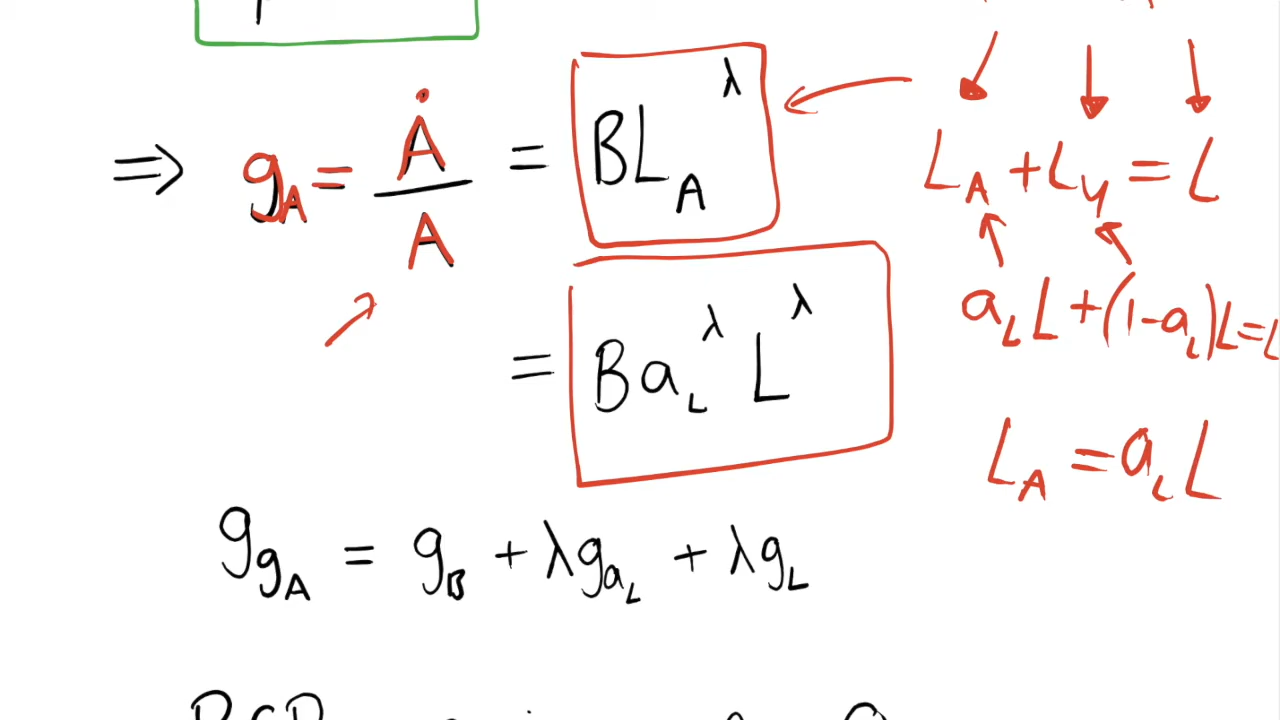 ⇒ g_A = Ȧ/A = BL_A^λ
L_A + L_y = L
= Ba_L^λ L^λ
a_L L + (1-a_L)L = L
L_A = a_L L
g_{g_A} = g_B + λg_{a_L} + λg_L